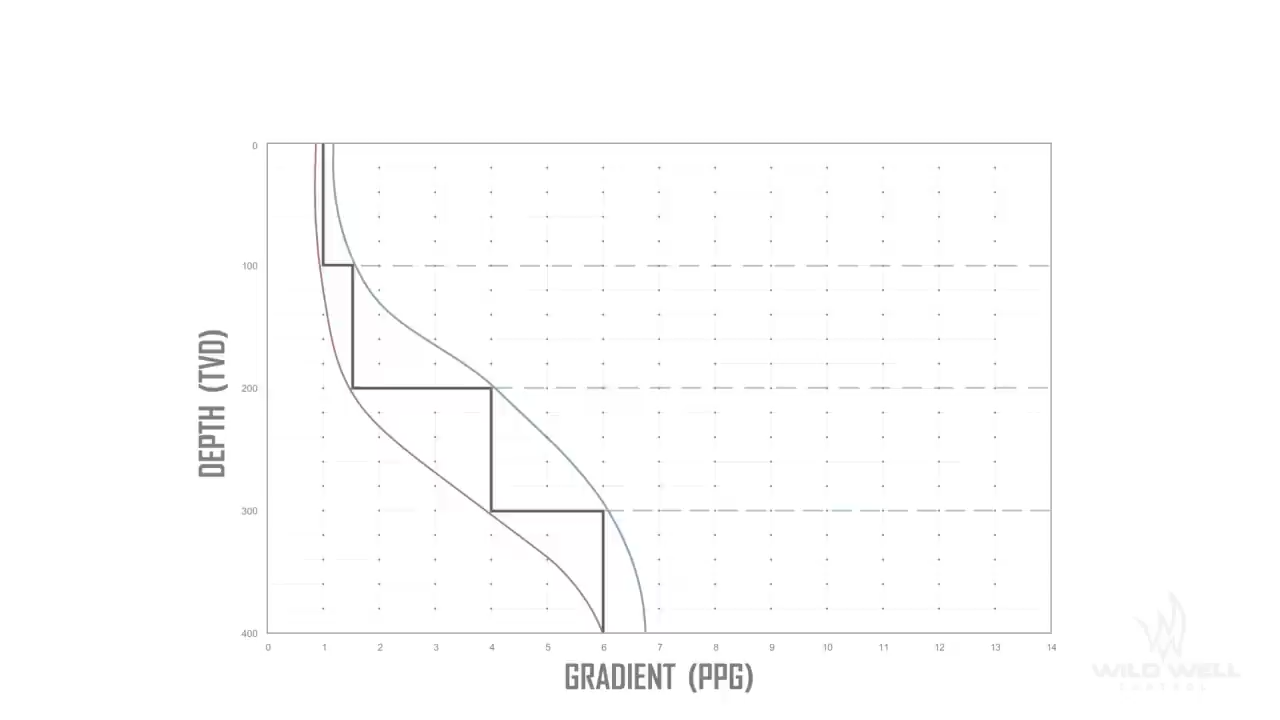 0
100
200
300
400
DEPTH (TVD)
0 1 2 3 4 5 6 7 8 9 10 11 12 13 14
GRADIENT (PPG)
WILD WELL
CONTROL